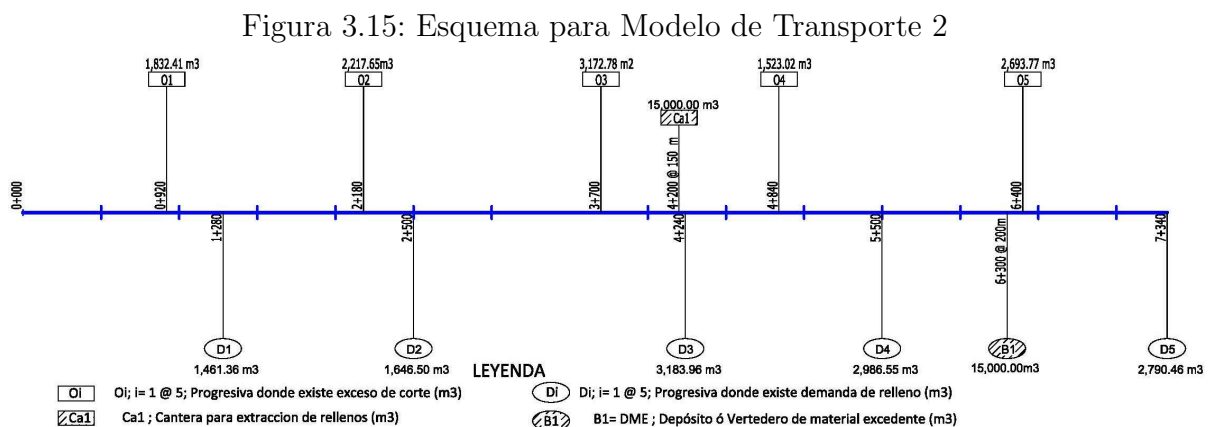 Figura 3.15: Esquema para Modelo de Transporte 2
1,832.41 m3
2,217.65m3
3,172.78 m2
1,523.02 m3
2,693.77 m3
O1
O2
O3
O4
O5
15,000.00 m3
Ca1
0+000
0+920
2+180
3+700
4+200 @ 150 m
4+840
6+400
1+280
2+500
4+240
5+500
6+300 @ 200m
7+340
D1
D2
D3
D4
B1
D5
1,461.36 m3
1,646.50 m3
3,183.96 m3
2,986.55 m3
15,000.00m3
2,790.46 m3
LEYENDA
Oi Oi; i= 1 @ 5; Progresiva donde existe exceso de corte (m3)
Di Di; i= 1 @ 5; Progresiva donde existe demanda de relleno (m3)
Ca1 Ca1 ; Cantera para extraccion de rellenos (m3)
B1 B1= DME ; Depósito ó Vertedero de material excedente (m3)